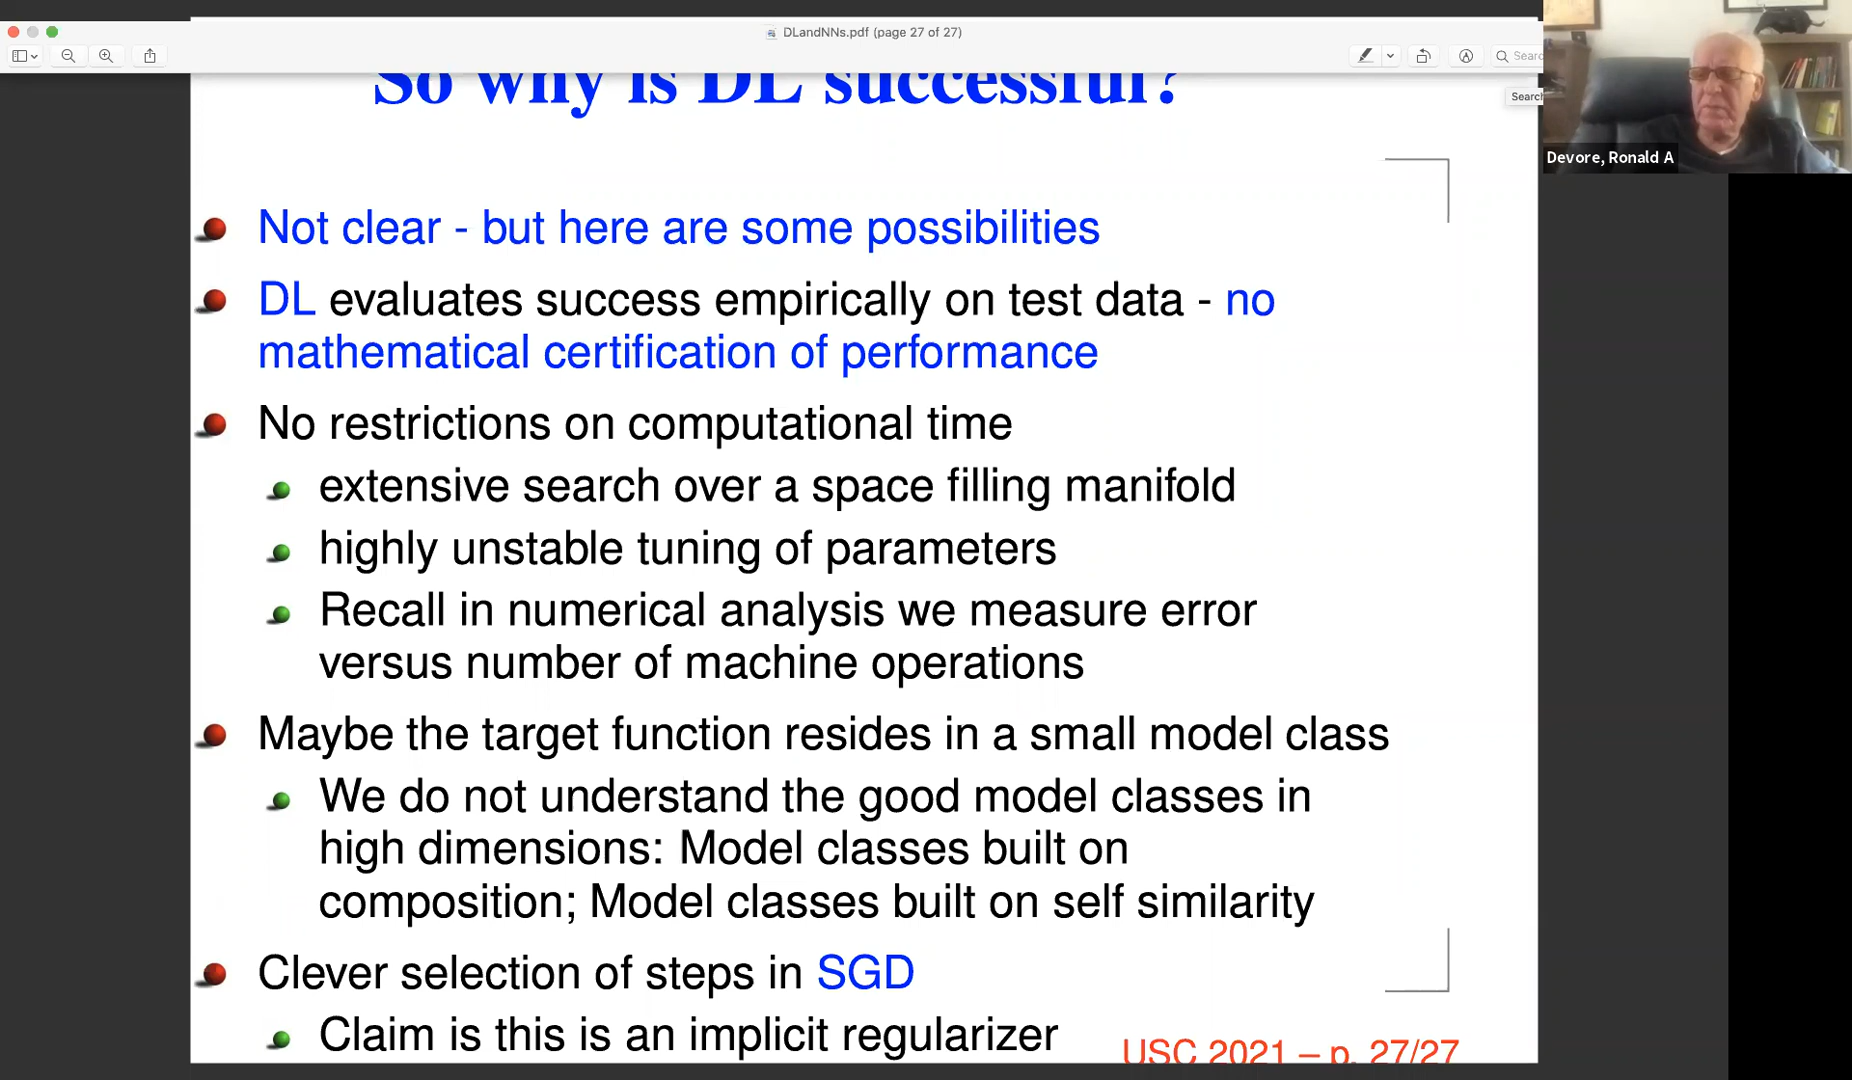 DLandNNs.pdf (page 27 of 27)
Search
So why is DL successful?
Devore, Ronald A
Not clear - but here are some possibilities
DL evaluates success empirically on test data - no
mathematical certification of performance
No restrictions on computational time
extensive search over a space filling manifold
highly unstable tuning of parameters
Recall in numerical analysis we measure error
versus number of machine operations
Maybe the target function resides in a small model class
We do not understand the good model classes in
high dimensions: Model classes built on
composition; Model classes built on self similarity
Clever selection of steps in SGD
Claim is this is an implicit regularizer
USC 2021 – p. 27/27